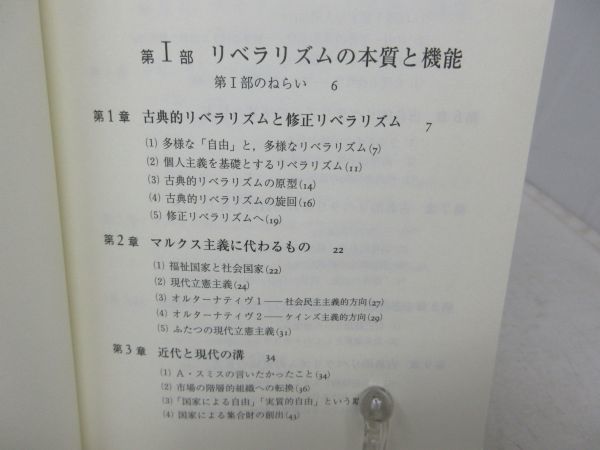 第Ⅰ部 リベラリズムの本質と機能
第Ⅰ部のねらい 6
第1章 古典的リベラリズムと修正リベラリズム 7
(1) 多様な「自由」と，多様なリベラリズム(7)
(2) 個人主義を基礎とするリベラリズム(11)
(3) 古典的リベラリズムの原型(14)
(4) 古典的リベラリズムの旋回(16)
(5) 修正リベラリズムへ(19)
第2章 マルクス主義に代わるもの 22
(1) 福祉国家と社会国家(22)
(2) 現代立憲主義(24)
(3) オルターナティヴ1――社会民主主義的方向(27)
(4) オルターナティヴ2――ケインズ主義的方向(29)
(5) ふたつの現代立憲主義(31)
第3章 近代と現代の溝 34
(1) A・スミスの言いたかったこと(34)
(2) 市場の階層的組織への転換(36)
(3) 「国家による自由」「実質的自由」という
(4) 国家による集合財の創出(43)